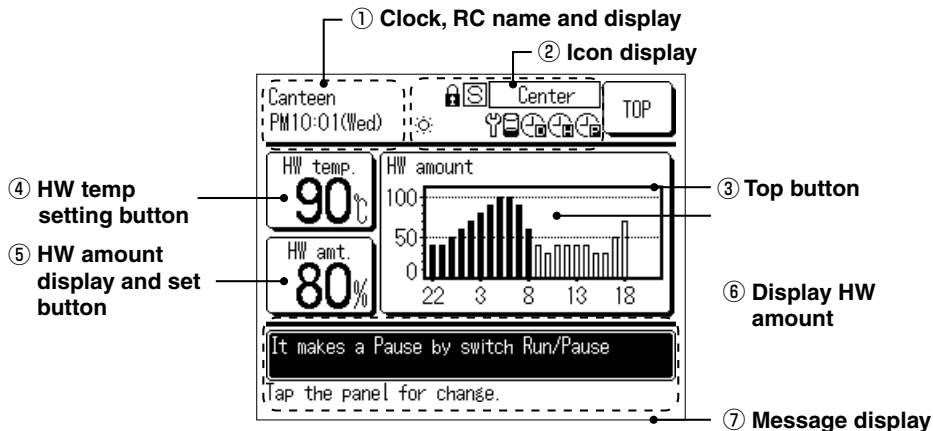 ① Clock, RC name and display
② Icon display
Canteen
PM10:01(Wed)
S
Center
TOP
HW temp.
90℃
HW amount
100
50
0
22 3 8 13 18
HW amt.
80%
③ Top button
④ HW temp
setting button
⑤ HW amount
display and set
button
⑥ Display HW
amount
It makes a Pause by switch Run/Pause
Tap the panel for change.
⑦ Message display